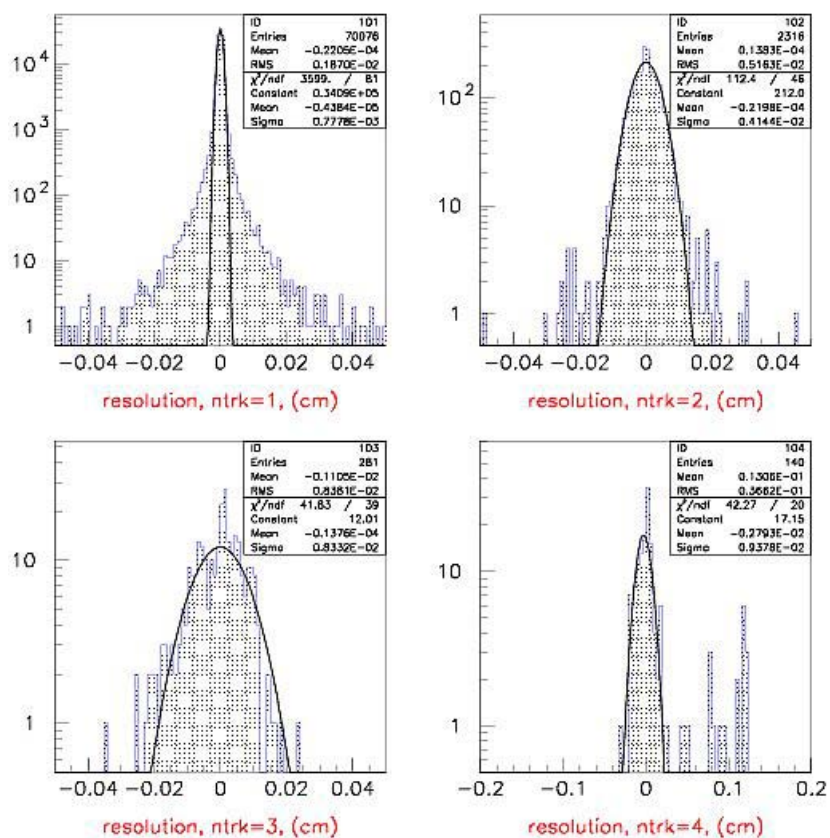 ID 101
Entries 70076
Mean -0.2205E-04
RMS 0.1870E-02
χ²/ndf 3599. / 81
Constant 0.3409E+05
Mean -0.4384E-05
Sigma 0.7778E-03
10⁴
10³
10²
10
1
-0.04 -0.02 0 0.02 0.04
resolution, ntrk=1, (cm)
ID 102
Entries 2316
Mean 0.1383E-04
RMS 0.5163E-02
χ²/ndf 112.4 / 46
Constant 212.0
Mean -0.2198E-04
Sigma 0.4144E-02
10²
10
1
-0.04 -0.02 0 0.02 0.04
resolution, ntrk=2, (cm)
ID 103
Entries 281
Mean -0.1105E-02
RMS 0.8381E-02
χ²/ndf 41.83 / 39
Constant 12.01
Mean -0.1376E-04
Sigma 0.8332E-02
10
1
-0.04 -0.02 0 0.02 0.04
resolution, ntrk=3, (cm)
ID 104
Entries 140
Mean 0.1306E-01
RMS 0.3682E-01
χ²/ndf 42.27 / 20
Constant 17.15
Mean -0.2793E-02
Sigma 0.9378E-02
10
1
-0.2 -0.1 0 0.1 0.2
resolution, ntrk=4, (cm)